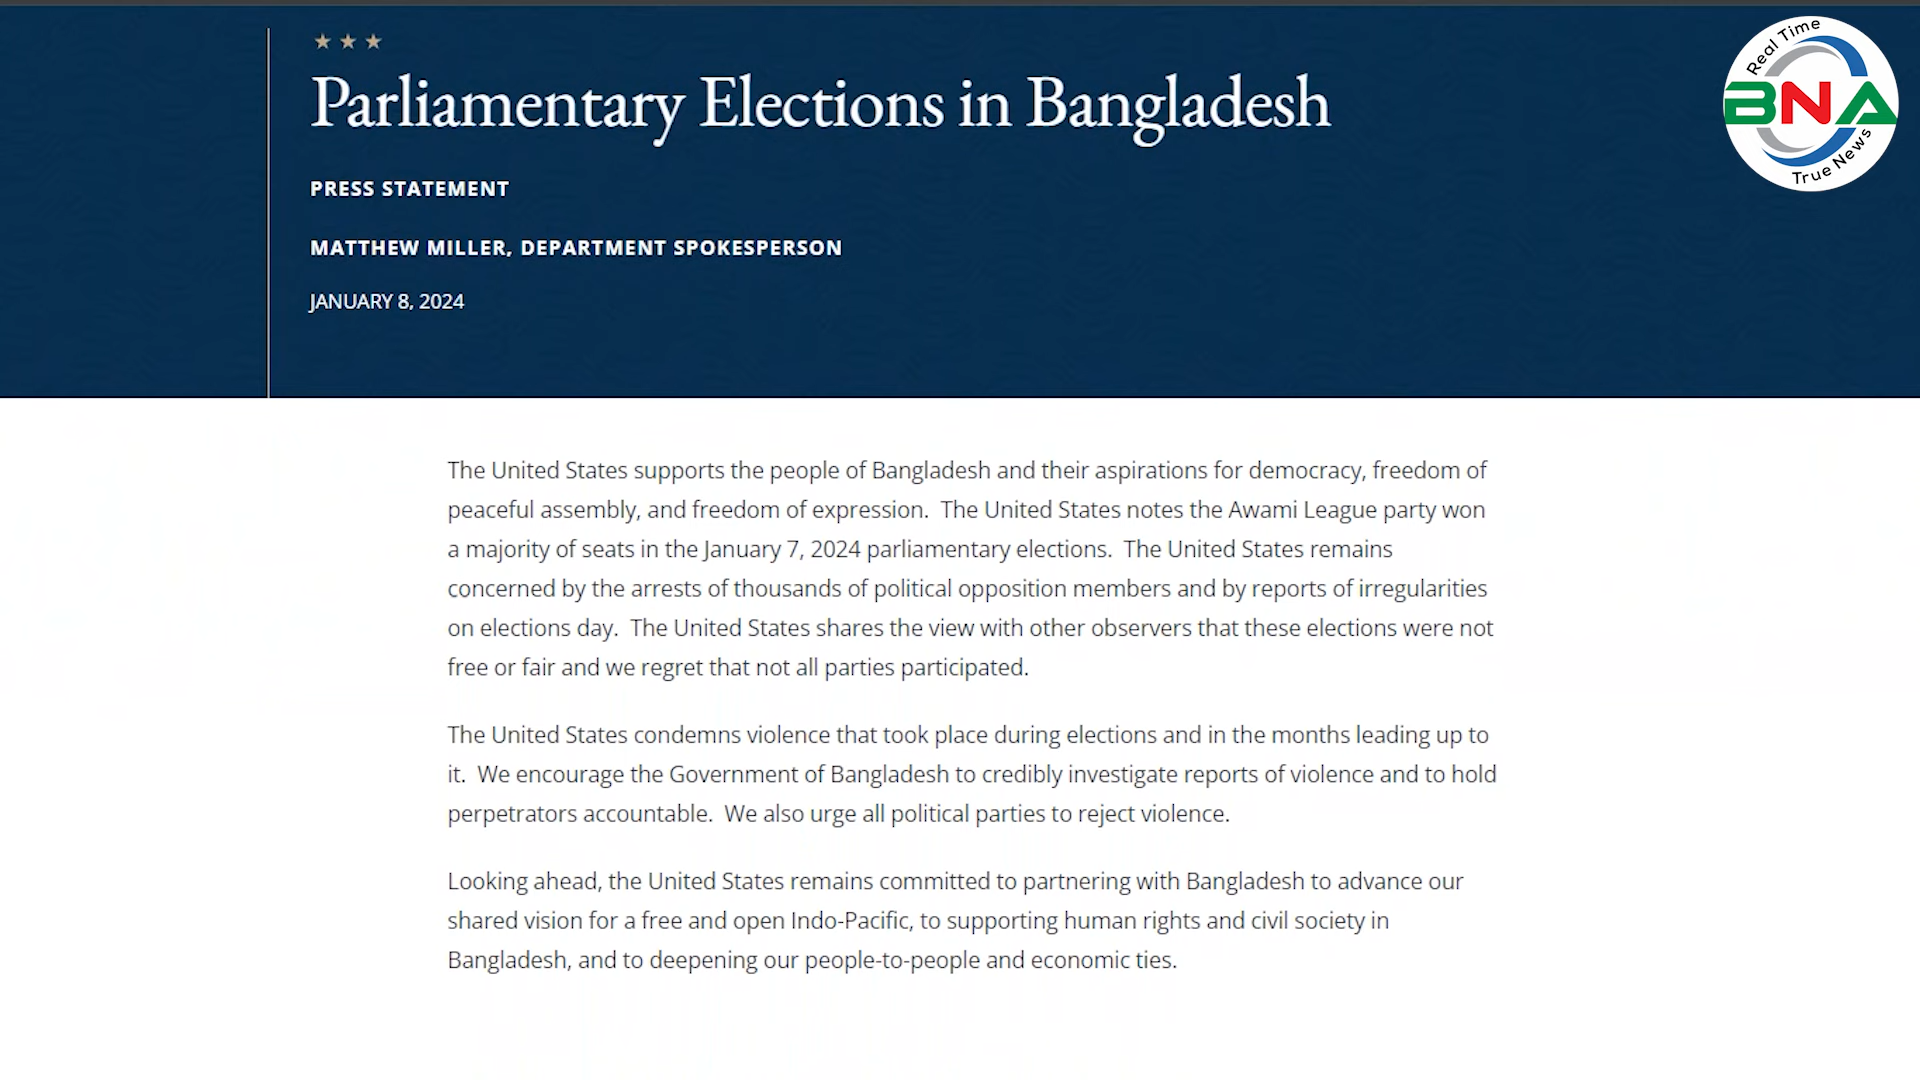 ★ ★ ★
Parliamentary Elections in Bangladesh
PRESS STATEMENT
MATTHEW MILLER, DEPARTMENT SPOKESPERSON
JANUARY 8, 2024
Real Time
BNA
True News
The United States supports the people of Bangladesh and their aspirations for democracy, freedom of
peaceful assembly, and freedom of expression.  The United States notes the Awami League party won
a majority of seats in the January 7, 2024 parliamentary elections.  The United States remains
concerned by the arrests of thousands of political opposition members and by reports of irregularities
on elections day.  The United States shares the view with other observers that these elections were not
free or fair and we regret that not all parties participated.
The United States condemns violence that took place during elections and in the months leading up to
it.  We encourage the Government of Bangladesh to credibly investigate reports of violence and to hold
perpetrators accountable.  We also urge all political parties to reject violence.
Looking ahead, the United States remains committed to partnering with Bangladesh to advance our
shared vision for a free and open Indo-Pacific, to supporting human rights and civil society in
Bangladesh, and to deepening our people-to-people and economic ties.